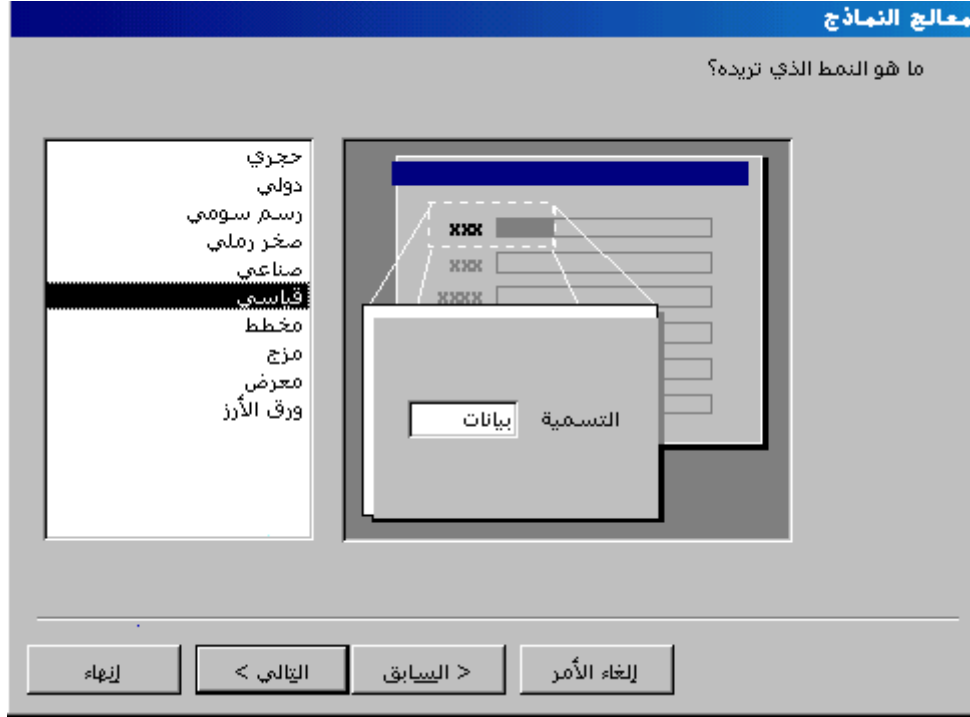 معالج النماذج
ما هو النمط الذي تريده؟
حجري
دولي
رسم سومي
صخر رملي
صناعي
قياسي
مخطط
مزج
معرض
ورق الأرز
xxx
xxx
xxxx
التسمية بيانات
إلغاء الأمر
< السابق
التالي >
إنهاء